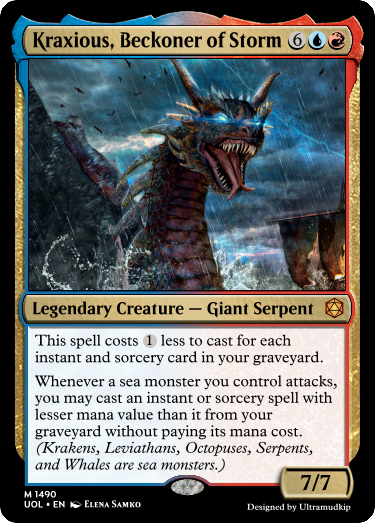 Kraxious, Beckoner of Storm 6
Legendary Creature — Giant Serpent
This spell costs 1 less to cast for each
instant and sorcery card in your graveyard.
Whenever a sea monster you control attacks,
you may cast an instant or sorcery spell with
lesser mana value than it from your
graveyard without paying its mana cost.
(Krakens, Leviathans, Octopuses, Serpents,
and Whales are sea monsters.)
7/7
M 1490
UOL • EN Elena Samko
Designed by Ultramudkip